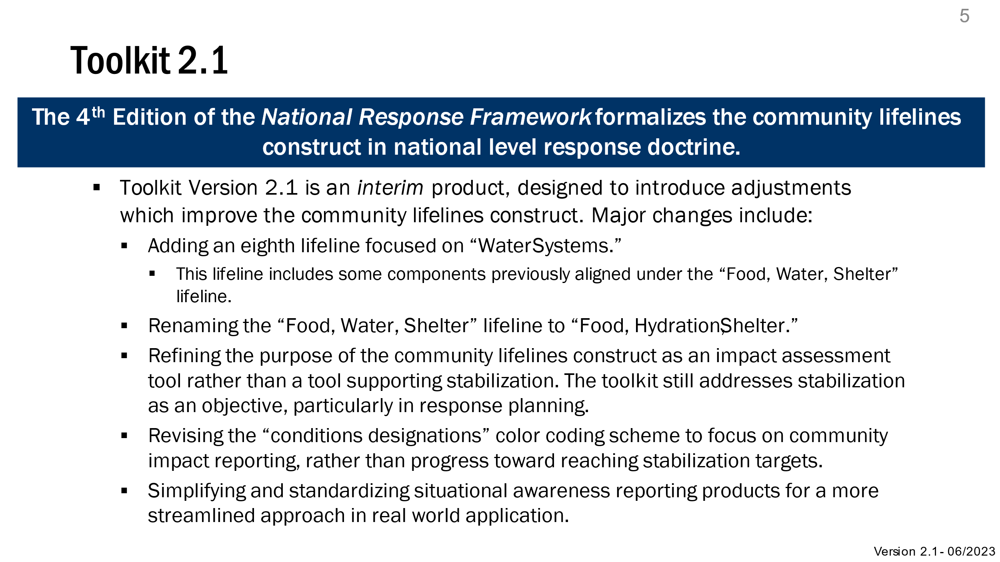 5
Toolkit 2.1
The 4th Edition of the National Response Framework formalizes the community lifelines
construct in national level response doctrine.
▪ Toolkit Version 2.1 is an interim product, designed to introduce adjustments
which improve the community lifelines construct. Major changes include:
▪ Adding an eighth lifeline focused on “Water Systems.”
▪ This lifeline includes some components previously aligned under the “Food, Water, Shelter”
lifeline.
▪ Renaming the “Food, Water, Shelter” lifeline to “Food, Hydration, Shelter.”
▪ Refining the purpose of the community lifelines construct as an impact assessment
tool rather than a tool supporting stabilization. The toolkit still addresses stabilization
as an objective, particularly in response planning.
▪ Revising the “conditions designations” color coding scheme to focus on community
impact reporting, rather than progress toward reaching stabilization targets.
▪ Simplifying and standardizing situational awareness reporting products for a more
streamlined approach in real world application.
Version 2.1- 06/2023